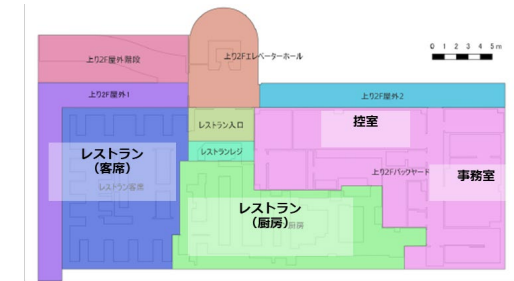 上り2F屋外階段
上り2Fエレベーターホール
0 1 2 3 4 5m
上り2F屋外1
上り2F屋外2
レストラン入口
控室
レストランレジ
レストラン
(客席)
レストラン客席
上り2Fバックヤード
事務室
レストラン
(厨房)
厨房